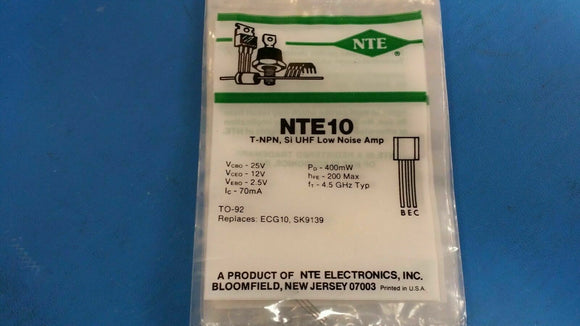 NTE
®
NTE10
T-NPN, Si UHF Low Noise Amp
VCBO - 25V
VCEO - 12V
VEBO - 2.5V
IC - 70mA
PD - 400mW
hFE - 200 Max
fT - 4.5 GHz Typ
B E C
TO-92
Replaces: ECG10, SK9139
A PRODUCT OF NTE ELECTRONICS, INC.
BLOOMFIELD, NEW JERSEY 07003 Printed in U.S.A.